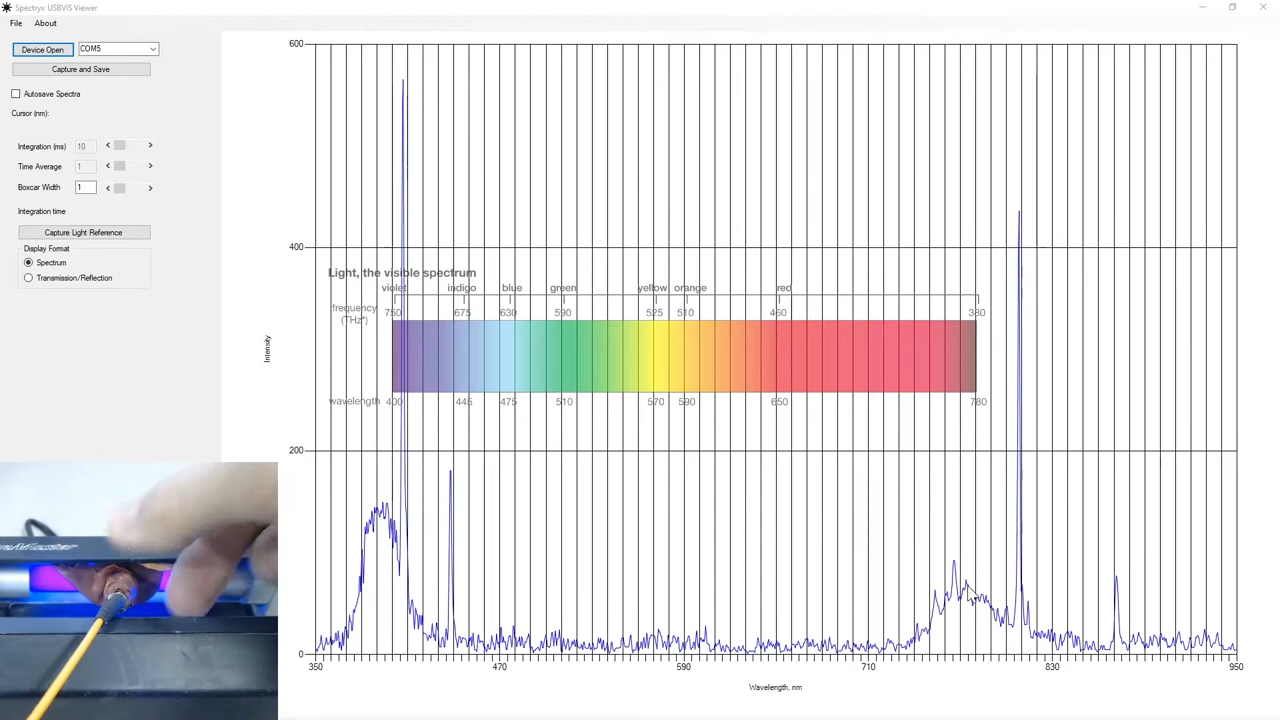 Spectryx USBVIS Viewer
File About
Device Open COM5
Capture and Save
Autosave Spectra
Cursor (nm):
Integration (ms) 10 < >
Time Average 1 < >
Boxcar Width 1 < >
Integration time
Capture Light Reference
Display Format
Spectrum
Transmission/Reflection
600
400
200
0
Intensity
Light, the visible spectrum
violet indigo blue green yellow orange red
frequency
(THz*)
750 675 630 590 525 510 460 330
wavelength 400 445 475 510 570 590 650 780
350 470 590 710 830 950
Wavelength, nm